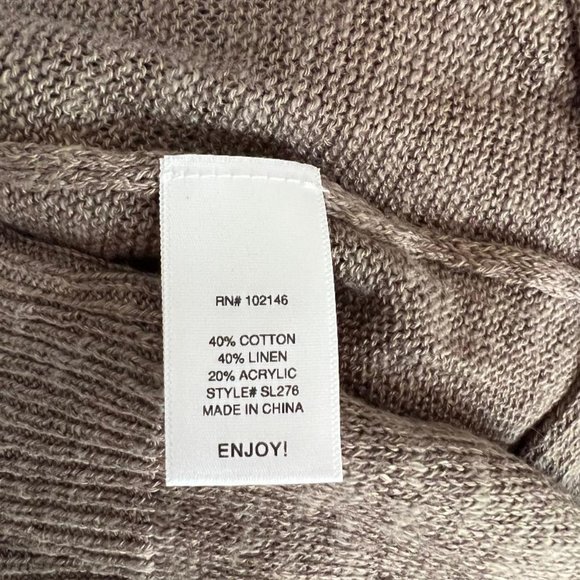 RN# 102146
40% COTTON
40% LINEN
20% ACRYLIC
STYLE# SL276
MADE IN CHINA
ENJOY!